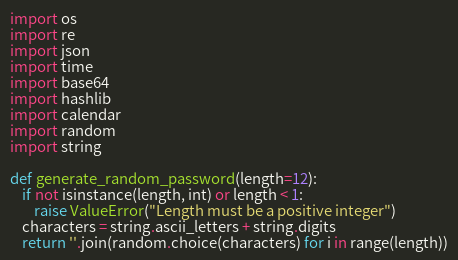 import os
import re
import json
import time
import base64
import hashlib
import calendar
import random
import string

def generate_random_password(length=12):
    if not isinstance(length, int) or length < 1:
        raise ValueError("Length must be a positive integer")
    characters = string.ascii_letters + string.digits
    return ''.join(random.choice(characters) for i in range(length))